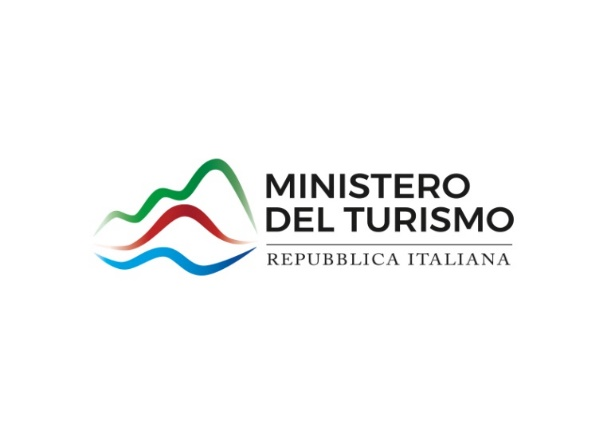 MINISTERO
DEL TURISMO
REPUBBLICA ITALIANA